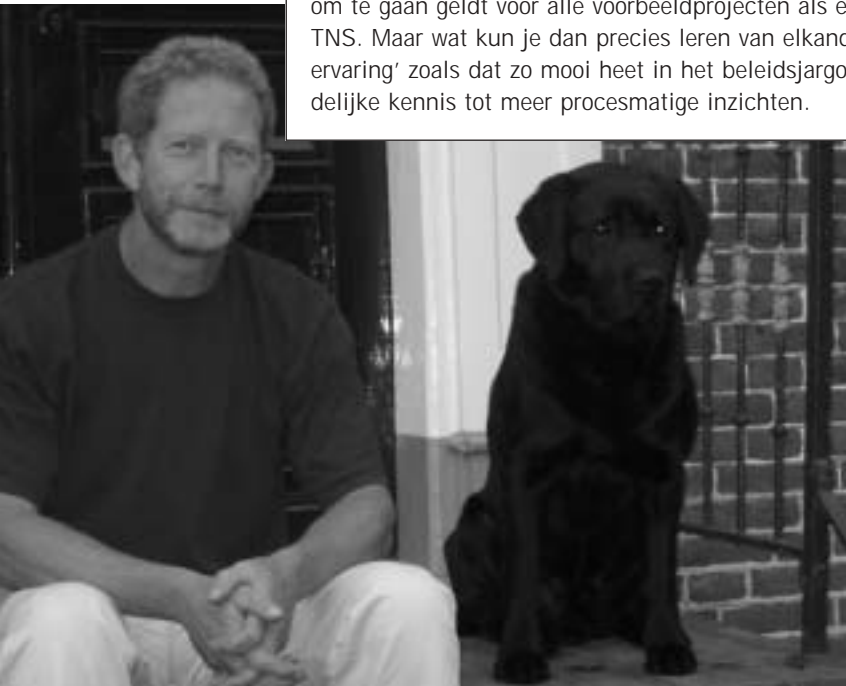 om te gaan geldt voor alle voorbeeldprojecten als e
TNS. Maar wat kun je dan precies leren van elkand
ervaring’ zoals dat zo mooi heet in het beleidsjargo
delijke kennis tot meer procesmatige inzichten.